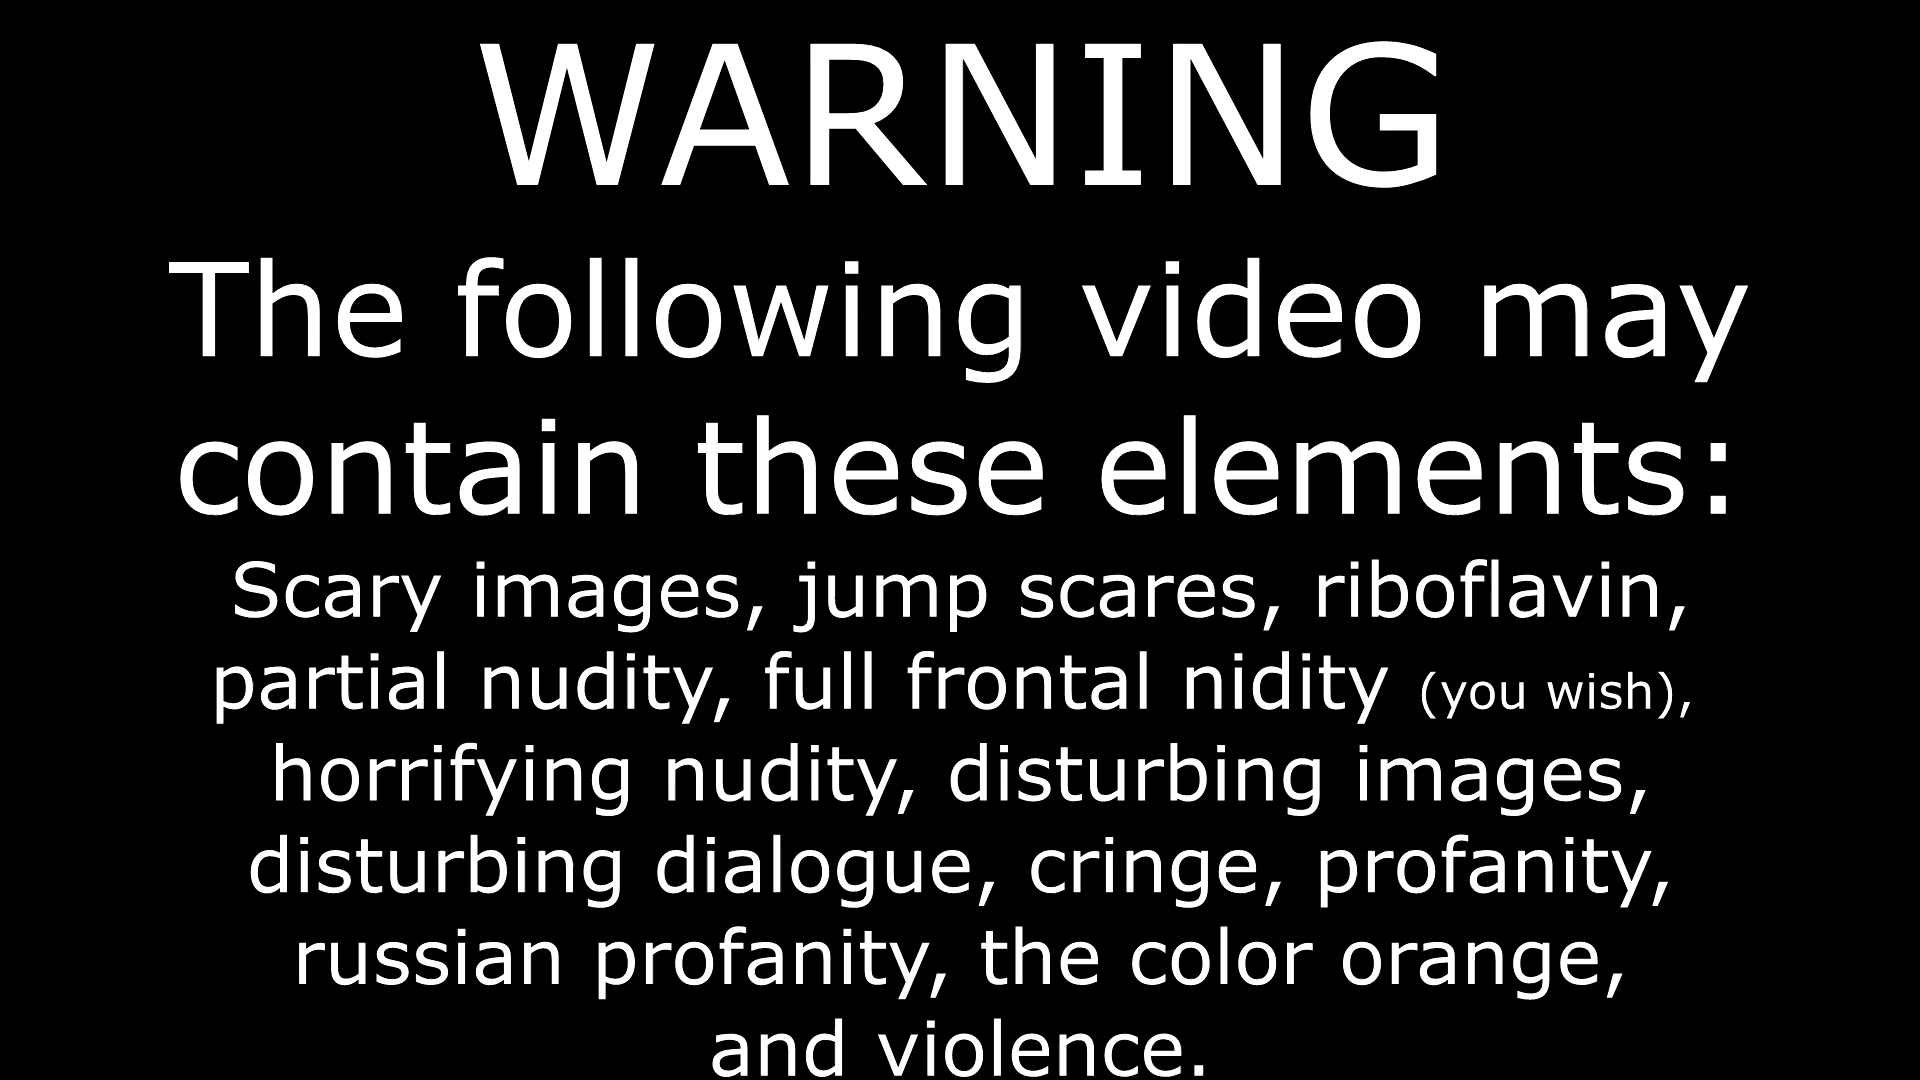 WARNING
The following video may
contain these elements:
Scary images, jump scares, riboflavin,
partial nudity, full frontal nidity (you wish),
horrifying nudity, disturbing images,
disturbing dialogue, cringe, profanity,
russian profanity, the color orange,
and violence.